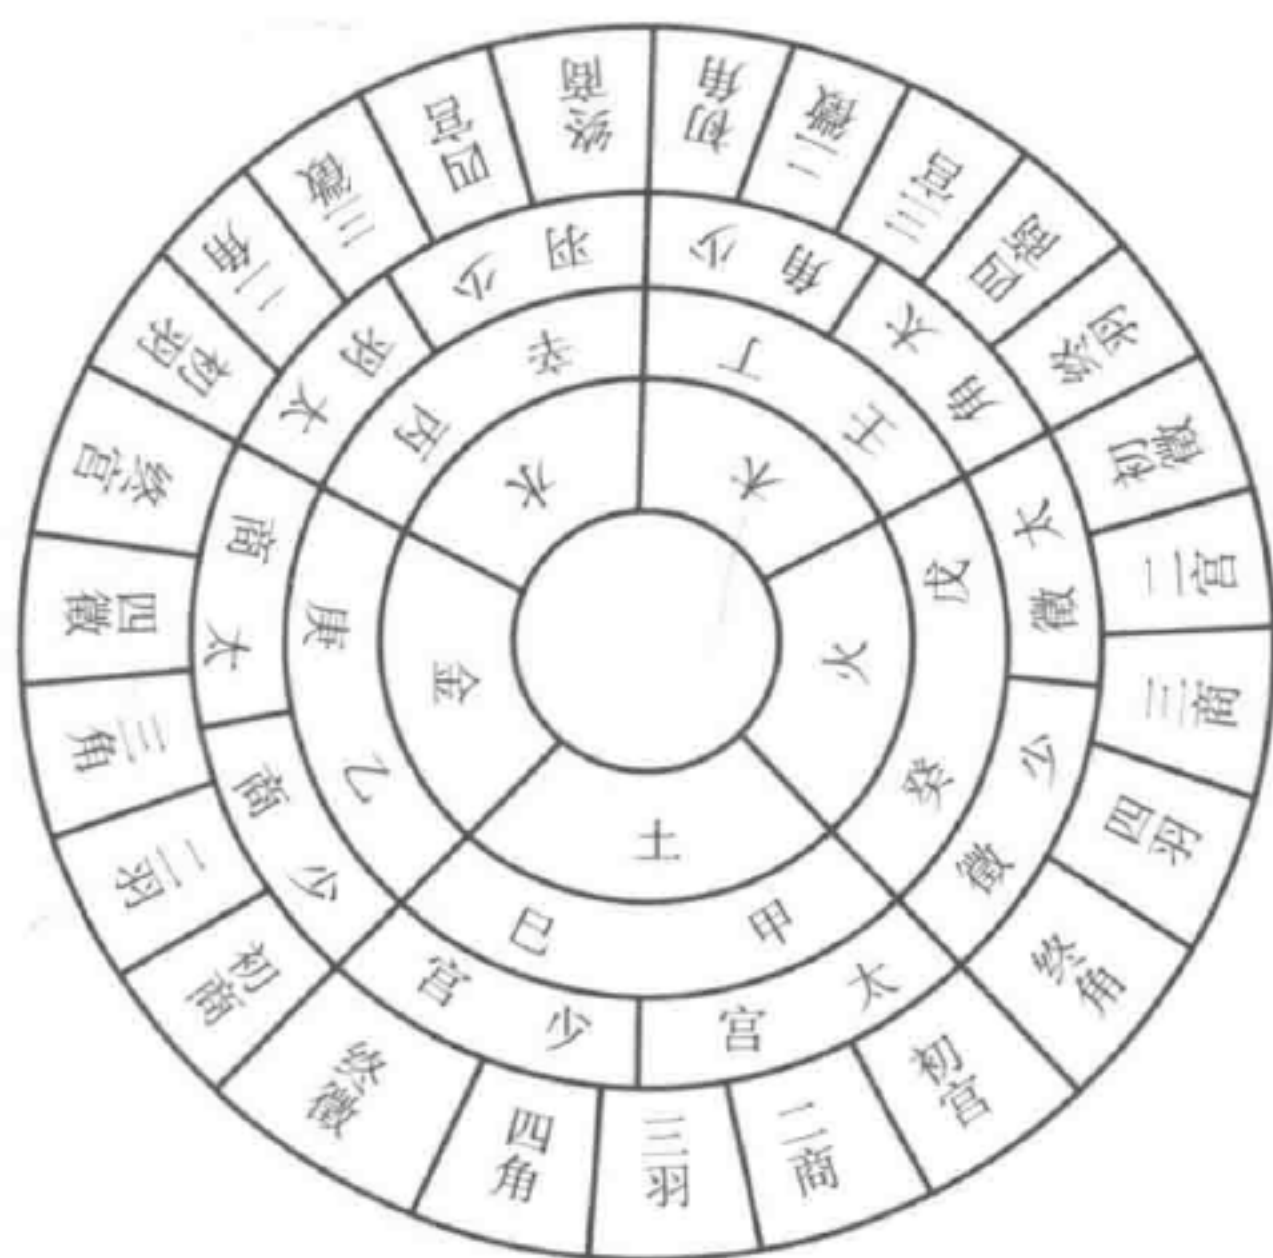 初角
二徵
三宫
四商
终羽
初徵
二宫
三商
四羽
终角
初宫
二商
三羽
四角
终徵
初商
二羽
三角
四徵
终宫
初羽
二角
三徵
四宫
终商
少角
太角
太徵
少徵
太宫
少宫
少商
太商
太羽
少羽
丁
壬
戊
癸
甲
巳
乙
庚
丙
辛
木
火
土
金
水